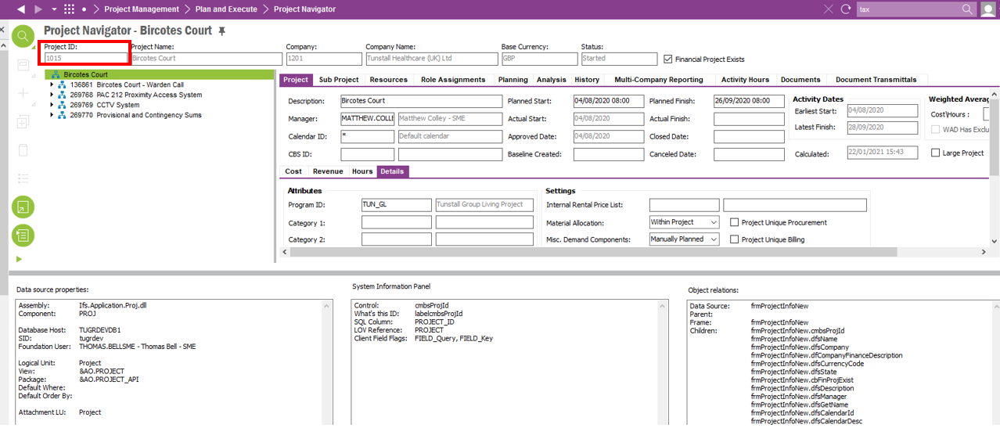 Project Management Plan and Execute Project Navigator tax
Project Navigator - Bircotes Court
Project ID: Project Name: Company: Company Name: Base Currency: Status:
1015 Bircotes Court 1201 Tunstall Healthcare (UK) Ltd GBP Started Financial Project Exists
Bircotes Court
136861 Bircotes Court - Warden Call
269768 PAC 212 Proximity Access System
269769 CCTV System
269770 Provisional and Contingency Sums
Project Sub Project Resources Role Assignments Planning Analysis History Multi-Company Reporting Activity Hours Documents Document Transmittals
Description: Bircotes Court Planned Start: 04/08/2020 08:00 Planned Finish: 26/09/2020 08:00 Activity Dates Weighted Averag
Manager: MATTHEW.COLLE Matthew Colley - SME Actual Start: 04/08/2020 Actual Finish: Earliest Start: 04/08/2020 Cost\Hours :
Calendar ID: * Default calendar Approved Date: 04/08/2020 Closed Date: Latest Finish: 28/09/2020 WAD Has Exclu
CBS ID: Baseline Created: Canceled Date: Calculated: 22/01/2021 15:43 Large Project
Cost Revenue Hours Details
Attributes Settings
Program ID: TUN_GL Tunstall Group Living Project Internal Rental Price List:
Category 1: Material Allocation: Within Project Project Unique Procurement
Category 2: Misc. Demand Components: Manually Planned Project Unique Billing
Data source properties:
Assembly: Ifs.Application.Proj.dll
Component: PROJ
Database Host: TUGRDEVDB1
SID: tugrdev
Foundation User: THOMAS.BELLSME - Thomas Bell - SME
Logical Unit: Project
View: &AO.PROJECT
Package: &AO.PROJECT_API
Default Where:
Default Order By:
Attachment LU: Project
System Information Panel
Control: cmbsProjId
What's this ID: labelcmbsProjId
SQL Column: PROJECT_ID
LOV Reference: PROJECT
Client Field Flags: FIELD_Query, FIELD_Key
Object relations:
Data Source: frmProjectInfoNew
Parent:
Frame: frmProjectInfoNew
Children: frmProjectInfoNew.cmbsProjId
frmProjectInfoNew.dfsName
frmProjectInfoNew.dfsCompany
frmProjectInfoNew.dfCompanyFinanceDescription
frmProjectInfoNew.dfsCurrencyCode
frmProjectInfoNew.dfsState
frmProjectInfoNew.cbFinProjExist
frmProjectInfoNew.dfsDescription
frmProjectInfoNew.dfsManager
frmProjectInfoNew.dfsGetName
frmProjectInfoNew.dfsCalendarId
frmProjectInfoNew.dfsCalendarDesc